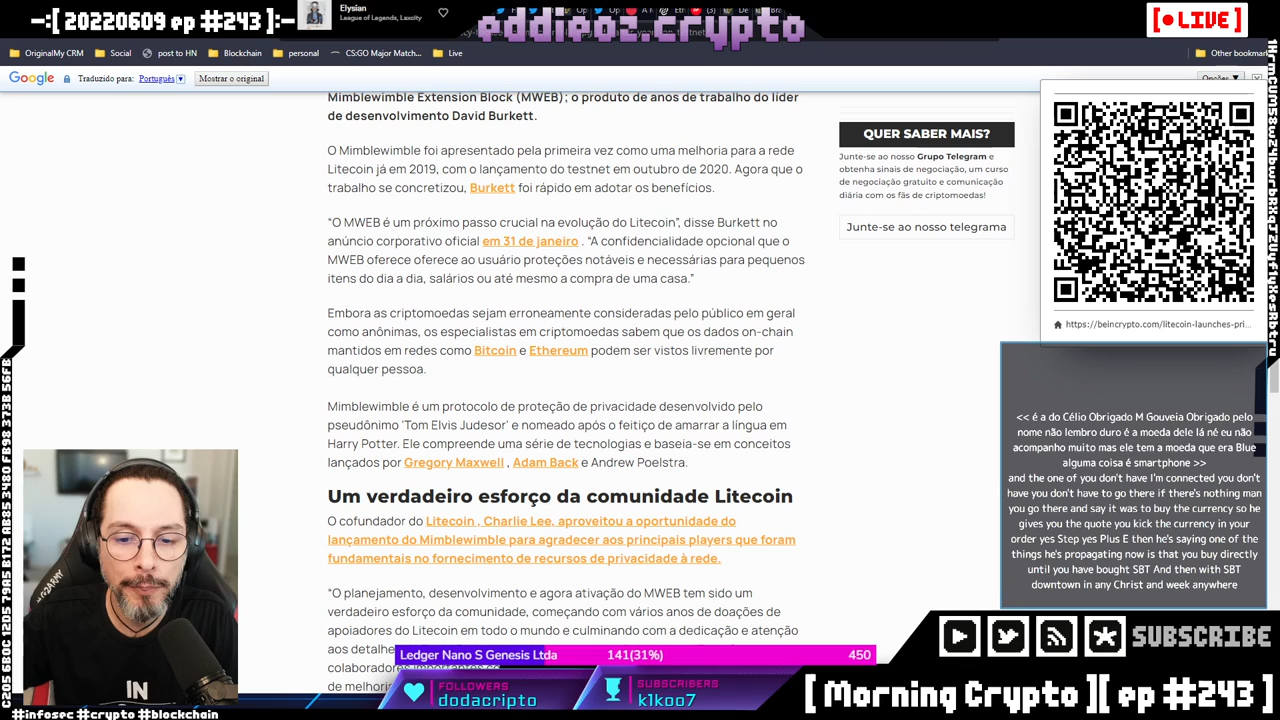 -:[ 20220609 ep #243 ]:-
Elysian
League of Legends, Laxcity
eddieoz.crypto
[ • LIVE ]
OriginalMy CRM
Social
post to HN
Blockchain
personal
CS:GO Major Match...
Live
Other bookmar
Google
Traduzido para: Português
Mostrar o original
Opções ▼
Mimblewimble Extension Block (MWEB); o produto de anos de trabalho do líder
de desenvolvimento David Burkett.
O Mimblewimble foi apresentado pela primeira vez como uma melhoria para a rede
Litecoin já em 2019, com o lançamento do testnet em outubro de 2020. Agora que o
trabalho se concretizou, Burkett foi rápido em adotar os benefícios.
“O MWEB é um próximo passo crucial na evolução do Litecoin”, disse Burkett no
anúncio corporativo oficial em 31 de janeiro . “A confidencialidade opcional que o
MWEB oferece oferece ao usuário proteções notáveis e necessárias para pequenos
itens do dia a dia, salários ou até mesmo a compra de uma casa.”
Embora as criptomoedas sejam erroneamente consideradas pelo público em geral
como anônimas, os especialistas em criptomoedas sabem que os dados on-chain
mantidos em redes como Bitcoin e Ethereum podem ser vistos livremente por
qualquer pessoa.
Mimblewimble é um protocolo de proteção de privacidade desenvolvido pelo
pseudônimo 'Tom Elvis Judesor' e nomeado após o feitiço de amarrar a língua em
Harry Potter. Ele compreende uma série de tecnologias e baseia-se em conceitos
lançados por Gregory Maxwell , Adam Back e Andrew Poelstra.
Um verdadeiro esforço da comunidade Litecoin
O cofundador do Litecoin , Charlie Lee, aproveitou a oportunidade do
lançamento do Mimblewimble para agradecer aos principais players que foram
fundamentais no fornecimento de recursos de privacidade à rede.
“O planejamento, desenvolvimento e agora ativação do MWEB tem sido um
verdadeiro esforço da comunidade, começando com vários anos de doações de
apoiadores do Litecoin em todo o mundo e culminando com a dedicação e atenção
aos detalhe
colaboradores importantes co
de melhoria
QUER SABER MAIS?
Junte-se ao nosso Grupo Telegram e
obtenha sinais de negociação, um curso
de negociação gratuito e comunicação
diária com os fãs de criptomoedas!
Junte-se ao nosso telegrama
https://beincrypto.com/litecoin-launches-pri...
<< é a do Célio Obrigado M Gouveia Obrigado pelo
nome não lembro duro é a moeda dele lá né eu não
acompanho muito mas ele tem a moeda que era Blue
alguma coisa é smartphone >>
and the one of you don't have I'm connected you don't
have you don't have to go there if there's nothing man
you go there and say it was to buy the currency so he
gives you the quote you kick the currency in your
order yes Step yes Plus E then he's saying one of the
things he's propagating now is that you buy directly
until you have bought SBT And then with SBT
downtown in any Christ and week anywhere
Ledger Nano S Genesis Ltda
141(31%)
450
FOLLOWERS
dodacripto
SUBSCRIBERS
k1koo7
SUBSCRIBE
[ Morning Crypto ][ ep #243 ]
IN
#infosec #crypto #blockchain